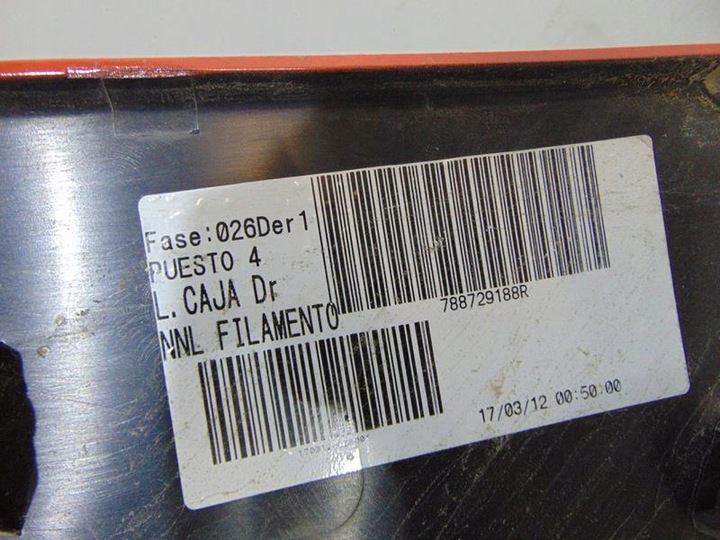 Fase:026Der1
PUESTO 4
L.CAJA Dr
NNL FILAMENTO
788729188R
17/03/12 00:50:00